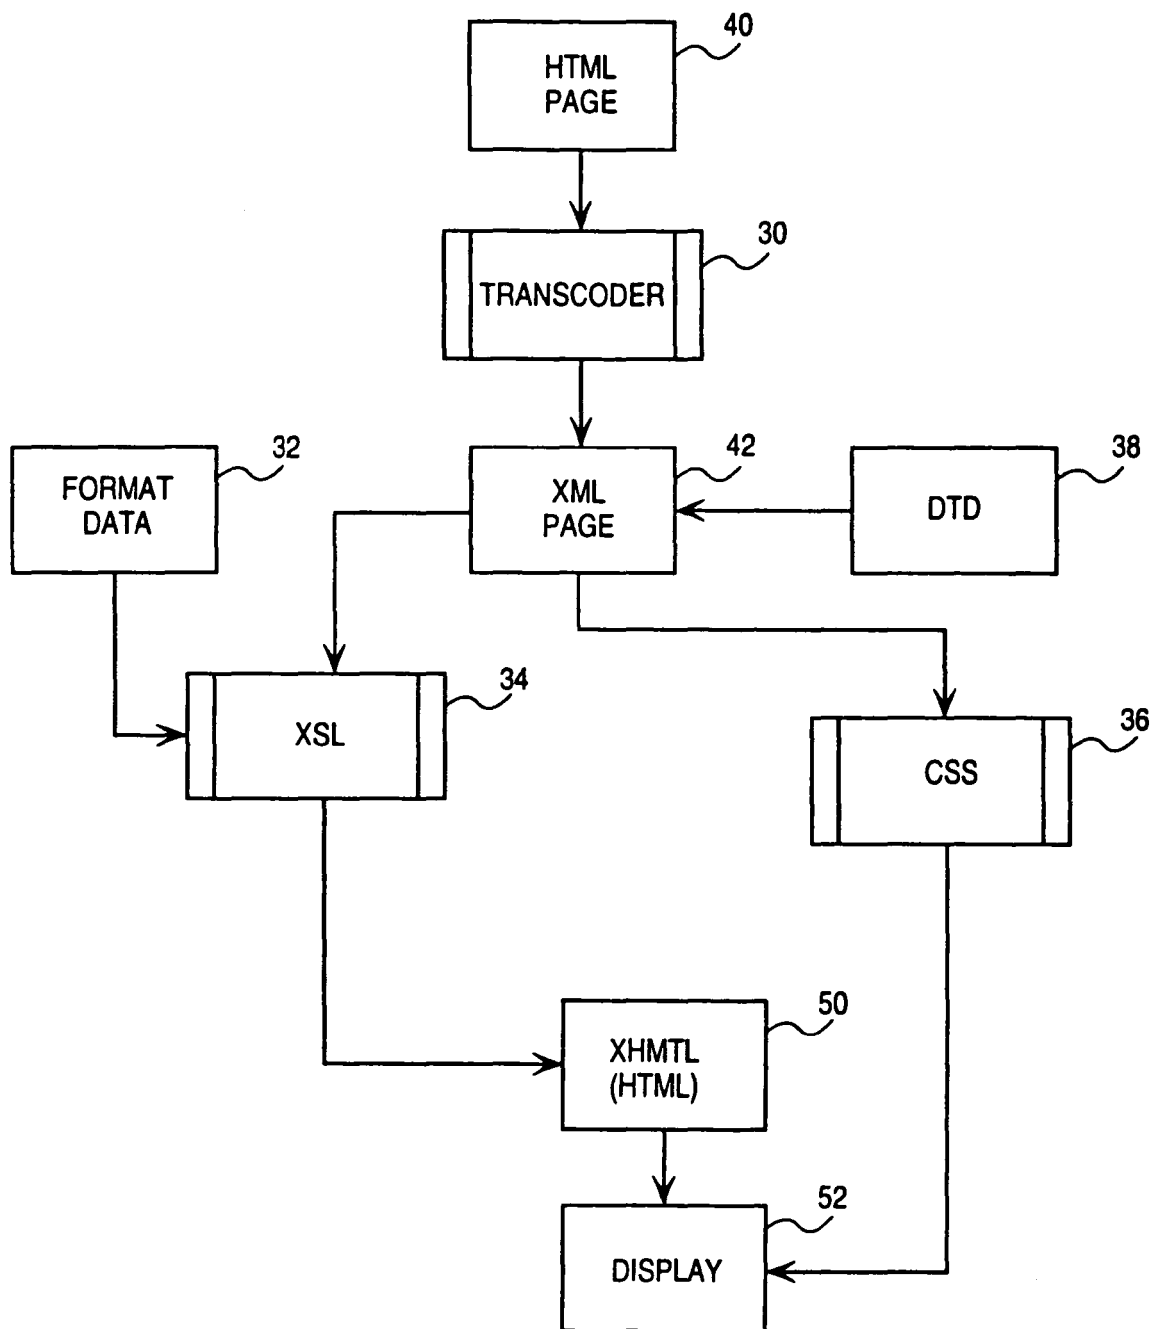 40
HTML
PAGE
30
TRANSCODER
32
FORMAT
DATA
42
XML
PAGE
38
DTD
34
XSL
36
CSS
50
XHMTL
(HTML)
52
DISPLAY